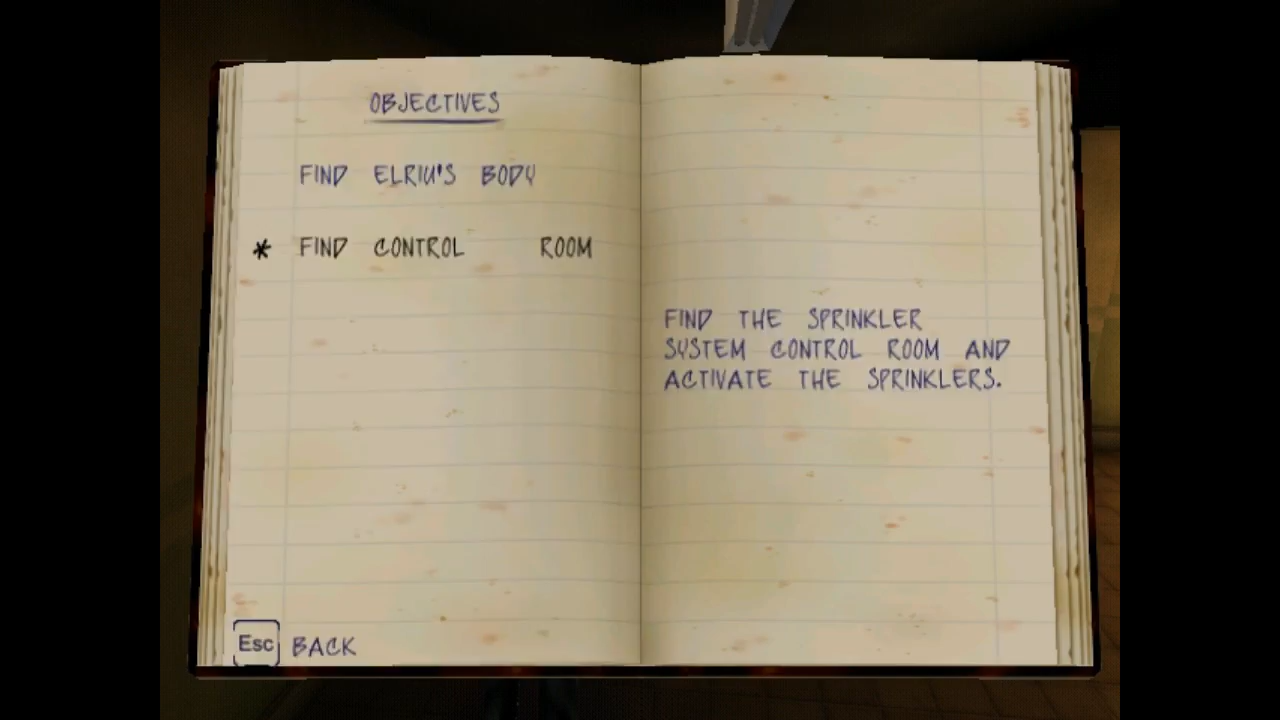 OBJECTIVES
FIND ELRIU'S BODY
* FIND CONTROL ROOM
FIND THE SPRINKLER
SYSTEM CONTROL ROOM AND
ACTIVATE THE SPRINKLERS.
Esc BACK